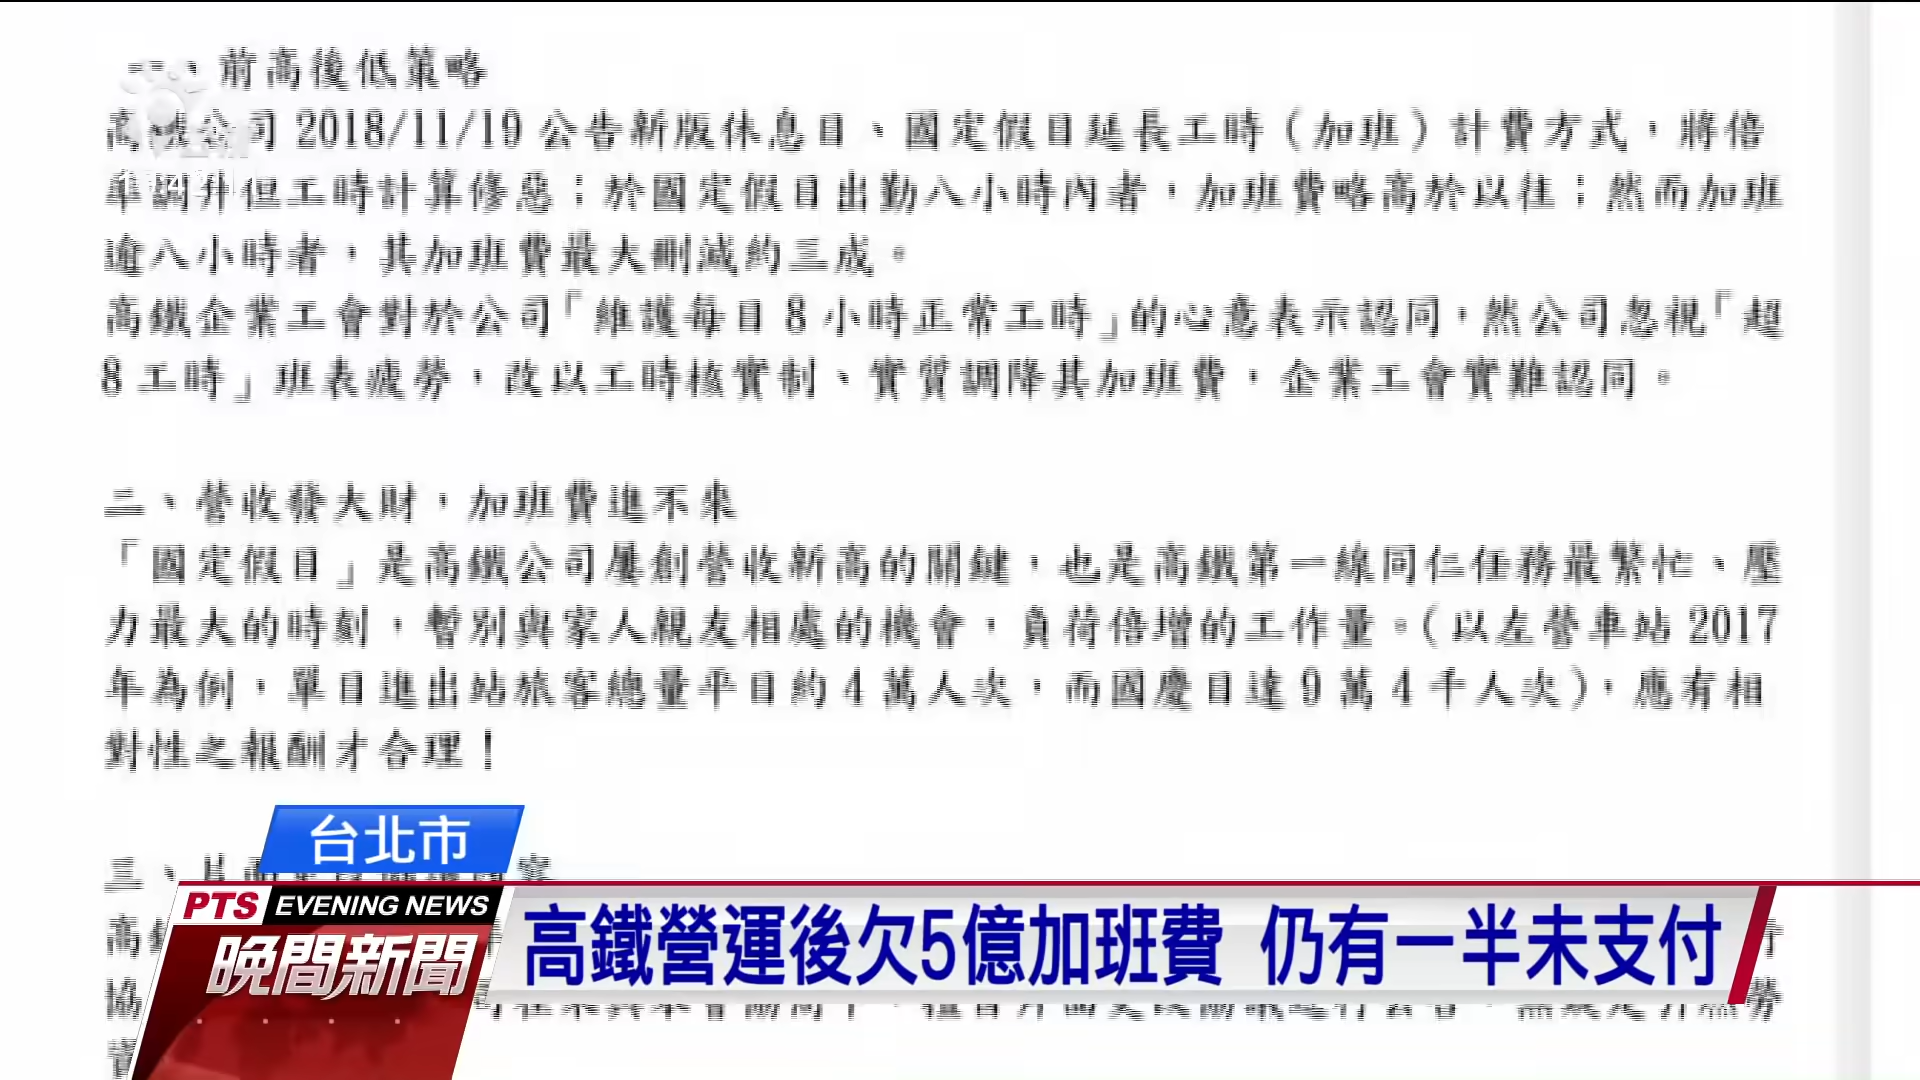 一、前高後低策略
高鐵公司 2018/11/19 公告新版休息日、國定假日延長工時（加班）計費方式，將倍
率調升但工時計算修惡；於國定假日出勤八小時內者，加班費略高於以往；然而加班
逾八小時者，其加班費最大刪減約三成。
高鐵企業工會對於公司「維護每日 8 小時正常工時」的心意表示認同，然公司忽視「超
8 工時」班表疲勞，改以工時核實制、實質調降其加班費，企業工會實難認同。
二、營收發大財，加班費進不來
「國定假日」是高鐵公司屢創營收新高的關鍵，也是高鐵第一線同仁任務最繁忙、壓
力最大的時刻，暫別與家人親友相處的機會，負荷倍增的工作量。（以左營車站 2017
年為例，單日進出站旅客總量平日約 4 萬人次，而國慶日達 9 萬 4 千人次），應有相
對性之報酬才合理！
台北市
三、片面
高
PTS EVENING NEWS
晚間新聞
高鐵營運後欠5億加班費 仍有一半未支付
協
勞
資